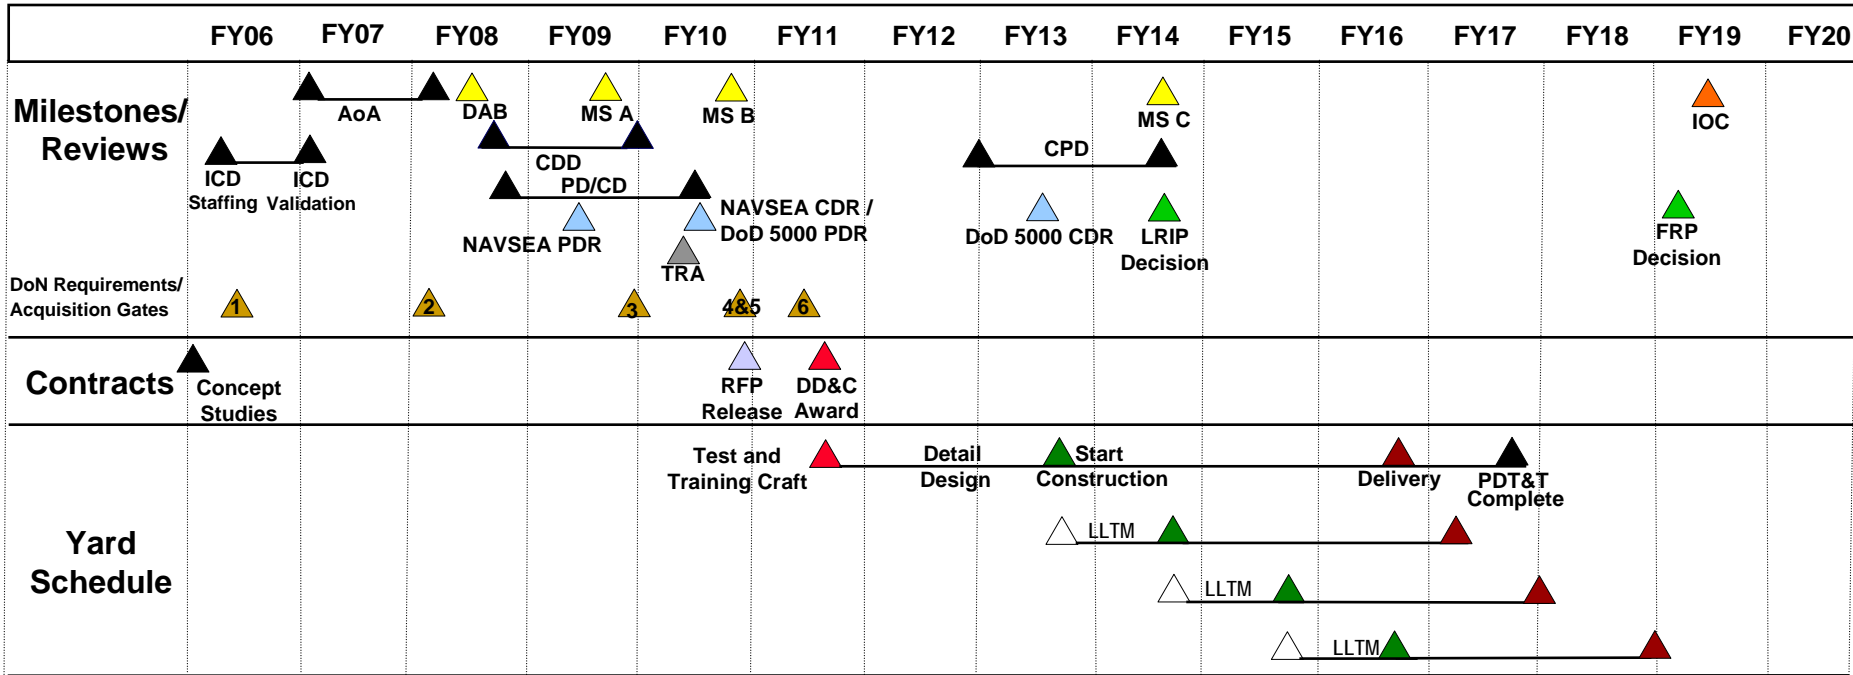 FY06 FY07 FY08 FY09 FY10 FY11 FY12 FY13 FY14 FY15 FY16 FY17 FY18 FY19 FY20
Milestones/
Reviews
AoA
DAB
MS A
MS B
MS C
IOC
ICD
Staffing
ICD
Validation
CDD
PD/CD
CPD
NAVSEA PDR
NAVSEA CDR /
DoD 5000 PDR
TRA
DoD 5000 CDR
LRIP
Decision
FRP
Decision
DoN Requirements/
Acquisition Gates
1 2 3 4&5 6
Contracts
Concept
Studies
RFP
Release
DD&C
Award
Yard
Schedule
Test and
Training Craft
Detail
Design
Start
Construction
Delivery
PDT&T
Complete
LLTM
LLTM
LLTM